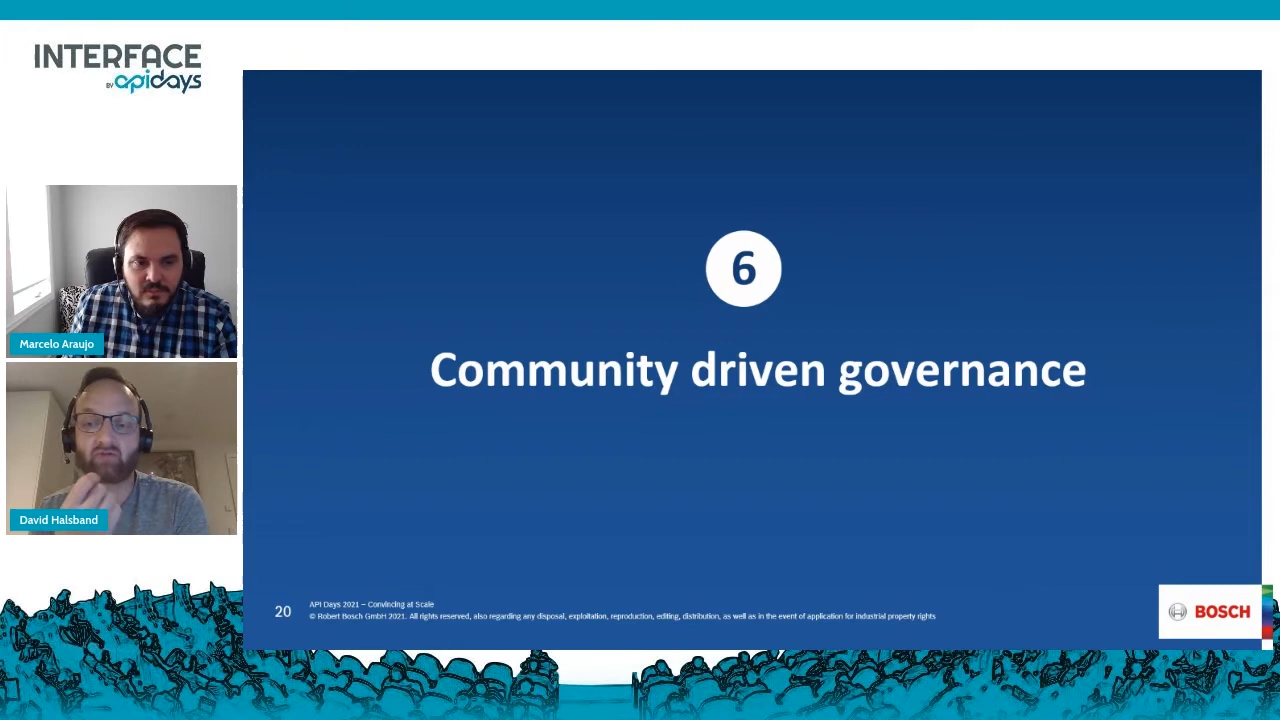 INTERFACE
BY apidays
6
Community driven governance
Marcelo Araujo
David Halsband
20
API Days 2021 – Convincing at Scale
© Robert Bosch GmbH 2021. All rights reserved, also regarding any disposal, exploitation, reproduction, editing, distribution, as well as in the event of application for industrial property rights
BOSCH